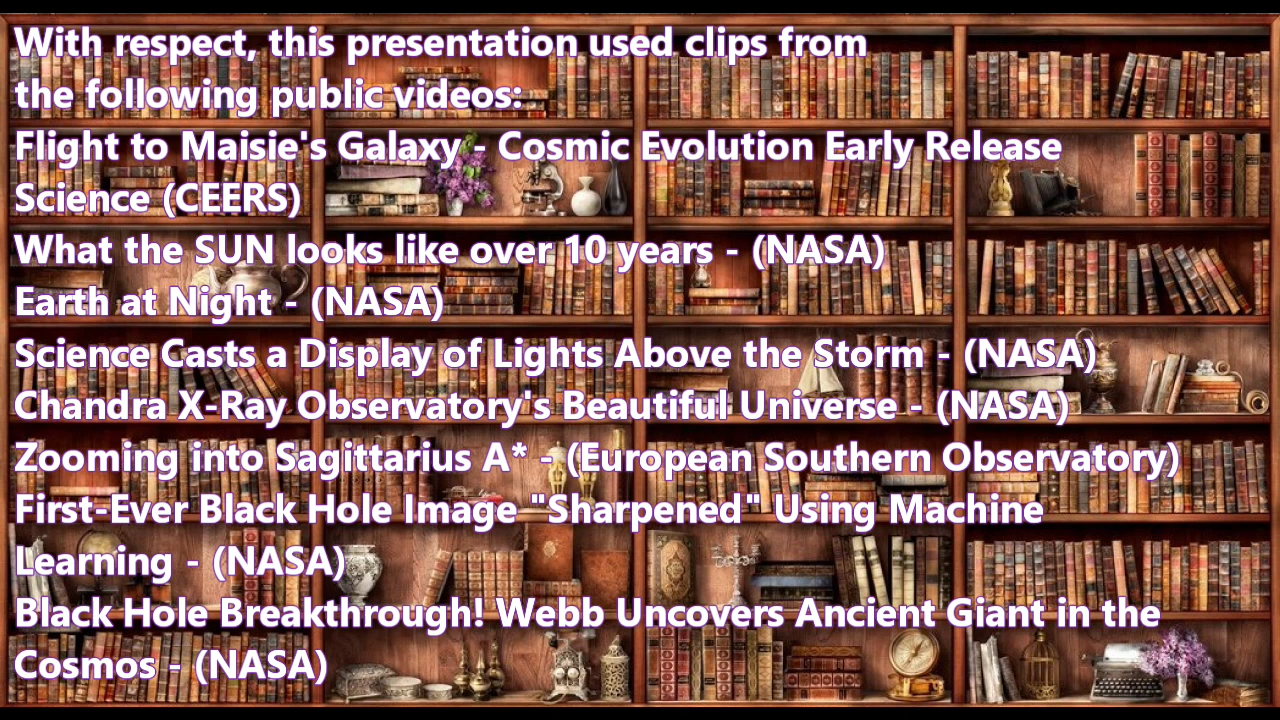 With respect, this presentation used clips from
the following public videos:
Flight to Maisie's Galaxy - Cosmic Evolution Early Release
Science (CEERS)
What the SUN looks like over 10 years - (NASA)
Earth at Night - (NASA)
Science Casts a Display of Lights Above the Storm - (NASA)
Chandra X-Ray Observatory's Beautiful Universe - (NASA)
Zooming into Sagittarius A* - (European Southern Observatory)
First-Ever Black Hole Image "Sharpened" Using Machine
Learning - (NASA)
Black Hole Breakthrough! Webb Uncovers Ancient Giant in the
Cosmos - (NASA)